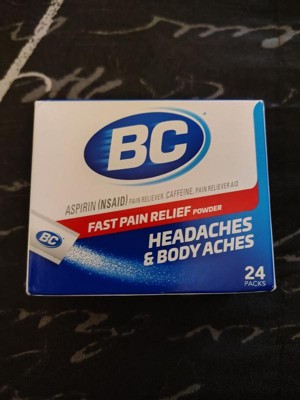 BC
ASPIRIN (NSAID) PAIN RELIEVER, CAFFEINE, PAIN RELIEVER AID
FAST PAIN RELIEF POWDER
BC
HEADACHES
& BODY ACHES
24
PACKS